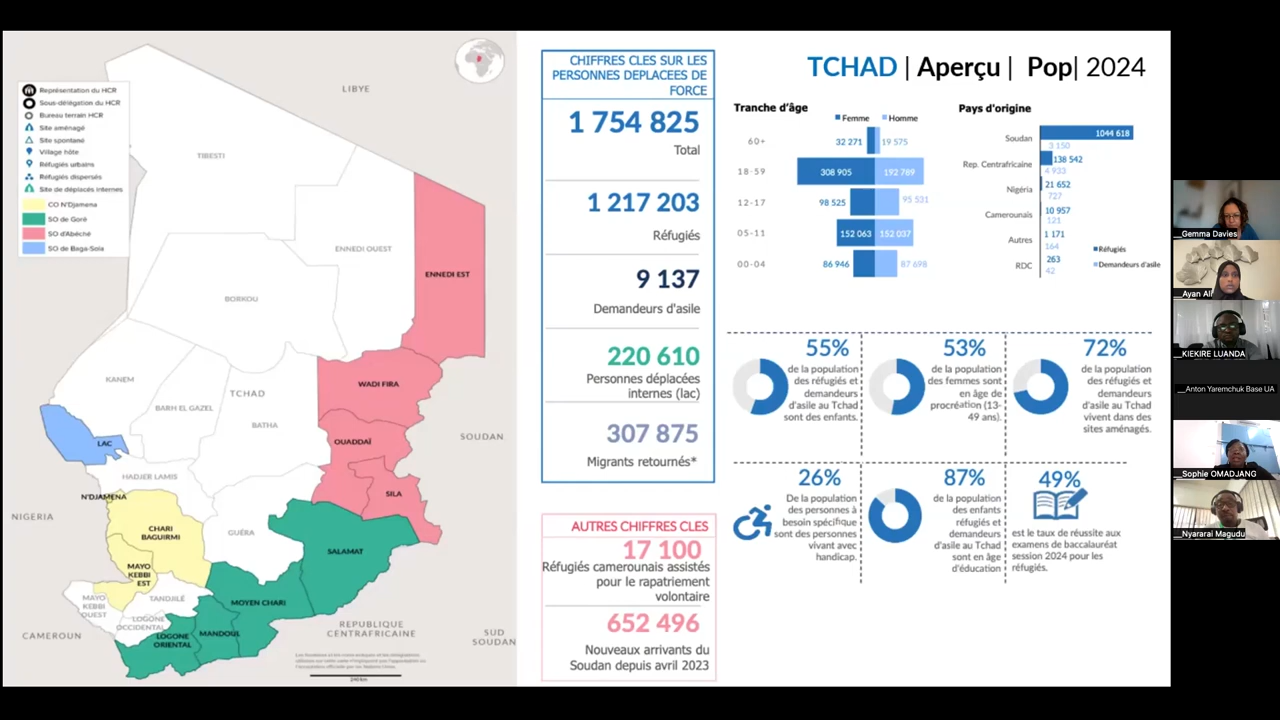 LIBYE
Représentation du HCR
Sous-délégation du HCR
Bureau terrain HCR
Site aménagé
Site spontané
Village hôte
Réfugiés urbains
Réfugiés dispersés
Site de déplacés internes
CO N'Djamena
SO de Goré
SO d'Abéché
SO de Baga-Sola
TIBESTI
ENNEDI OUEST
ENNEDI EST
BORKOU
KANEM
TCHAD
WADI FIRA
BARH EL GAZEL
BATHA
LAC
OUADDAÏ
SOUDAN
HADJER LAMIS
SILA
N'DJAMENA
NIGERIA
CHARI
BAGUIRMI
GUÉRA
SALAMAT
MAYO
KEBBI
EST
MAYO
KEBBI
OUEST
TANDJILÉ
MOYEN CHARI
LOGONE
OCCIDENTAL
LOGONE
ORIENTAL
MANDOUL
CAMEROUN
REPUBLIQUE
CENTRAFRICAINE
SUD
SOUDAN
240 km
CHIFFRES CLES SUR LES
PERSONNES DEPLACEES DE
FORCE
1 754 825
Total
1 217 203
Réfugiés
9 137
Demandeurs d'asile
220 610
Personnes déplacées
internes (lac)
307 875
Migrants retournés*
AUTRES CHIFFRES CLES
17 100
Réfugiés camerounais assistés
pour le rapatriement
volontaire
652 496
Nouveaux arrivants du
Soudan depuis avril 2023
TCHAD | Aperçu | Pop| 2024
Tranche d'âge
Femme Homme
60+ 32 271 19 575
18-59 308 905 192 789
12-17 98 525 95 531
05-11 152 063 152 037
00-04 86 946 87 698
Pays d'origine
Soudan 1044 618
3 150
Rep. Centrafricaine 138 542
4 933
Nigéria 21 652
727
Camerounais 10 957
121
Autres 1 171
164
RDC 263
42
Réfugiés
Demandeurs d'asile
55%
de la population
des réfugiés et
demandeurs
d'asile au Tchad
sont des enfants.
53%
de la population
des femmes sont
en âge de
procréation (13-
49 ans).
72%
de la population
des réfugiés et
demandeurs
d'asile au Tchad
vivent dans des
sites aménagés.
26%
De la population
des personnes à
besoin spécifique
sont des personnes
vivant avec
handicap.
87%
de la population
des enfants
réfugiés et
demandeurs
d'asile au Tchad
sont en âge
d'éducation
49%
est le taux de réussite aux
examens de baccalauréat
session 2024 pour les
réfugiés.
Gemma Davies
Ayan Ali
KIEKIRE LUANDA
Anton Yaremchuk Base UA
Sophie OMADJANG
Nyararai Magudu